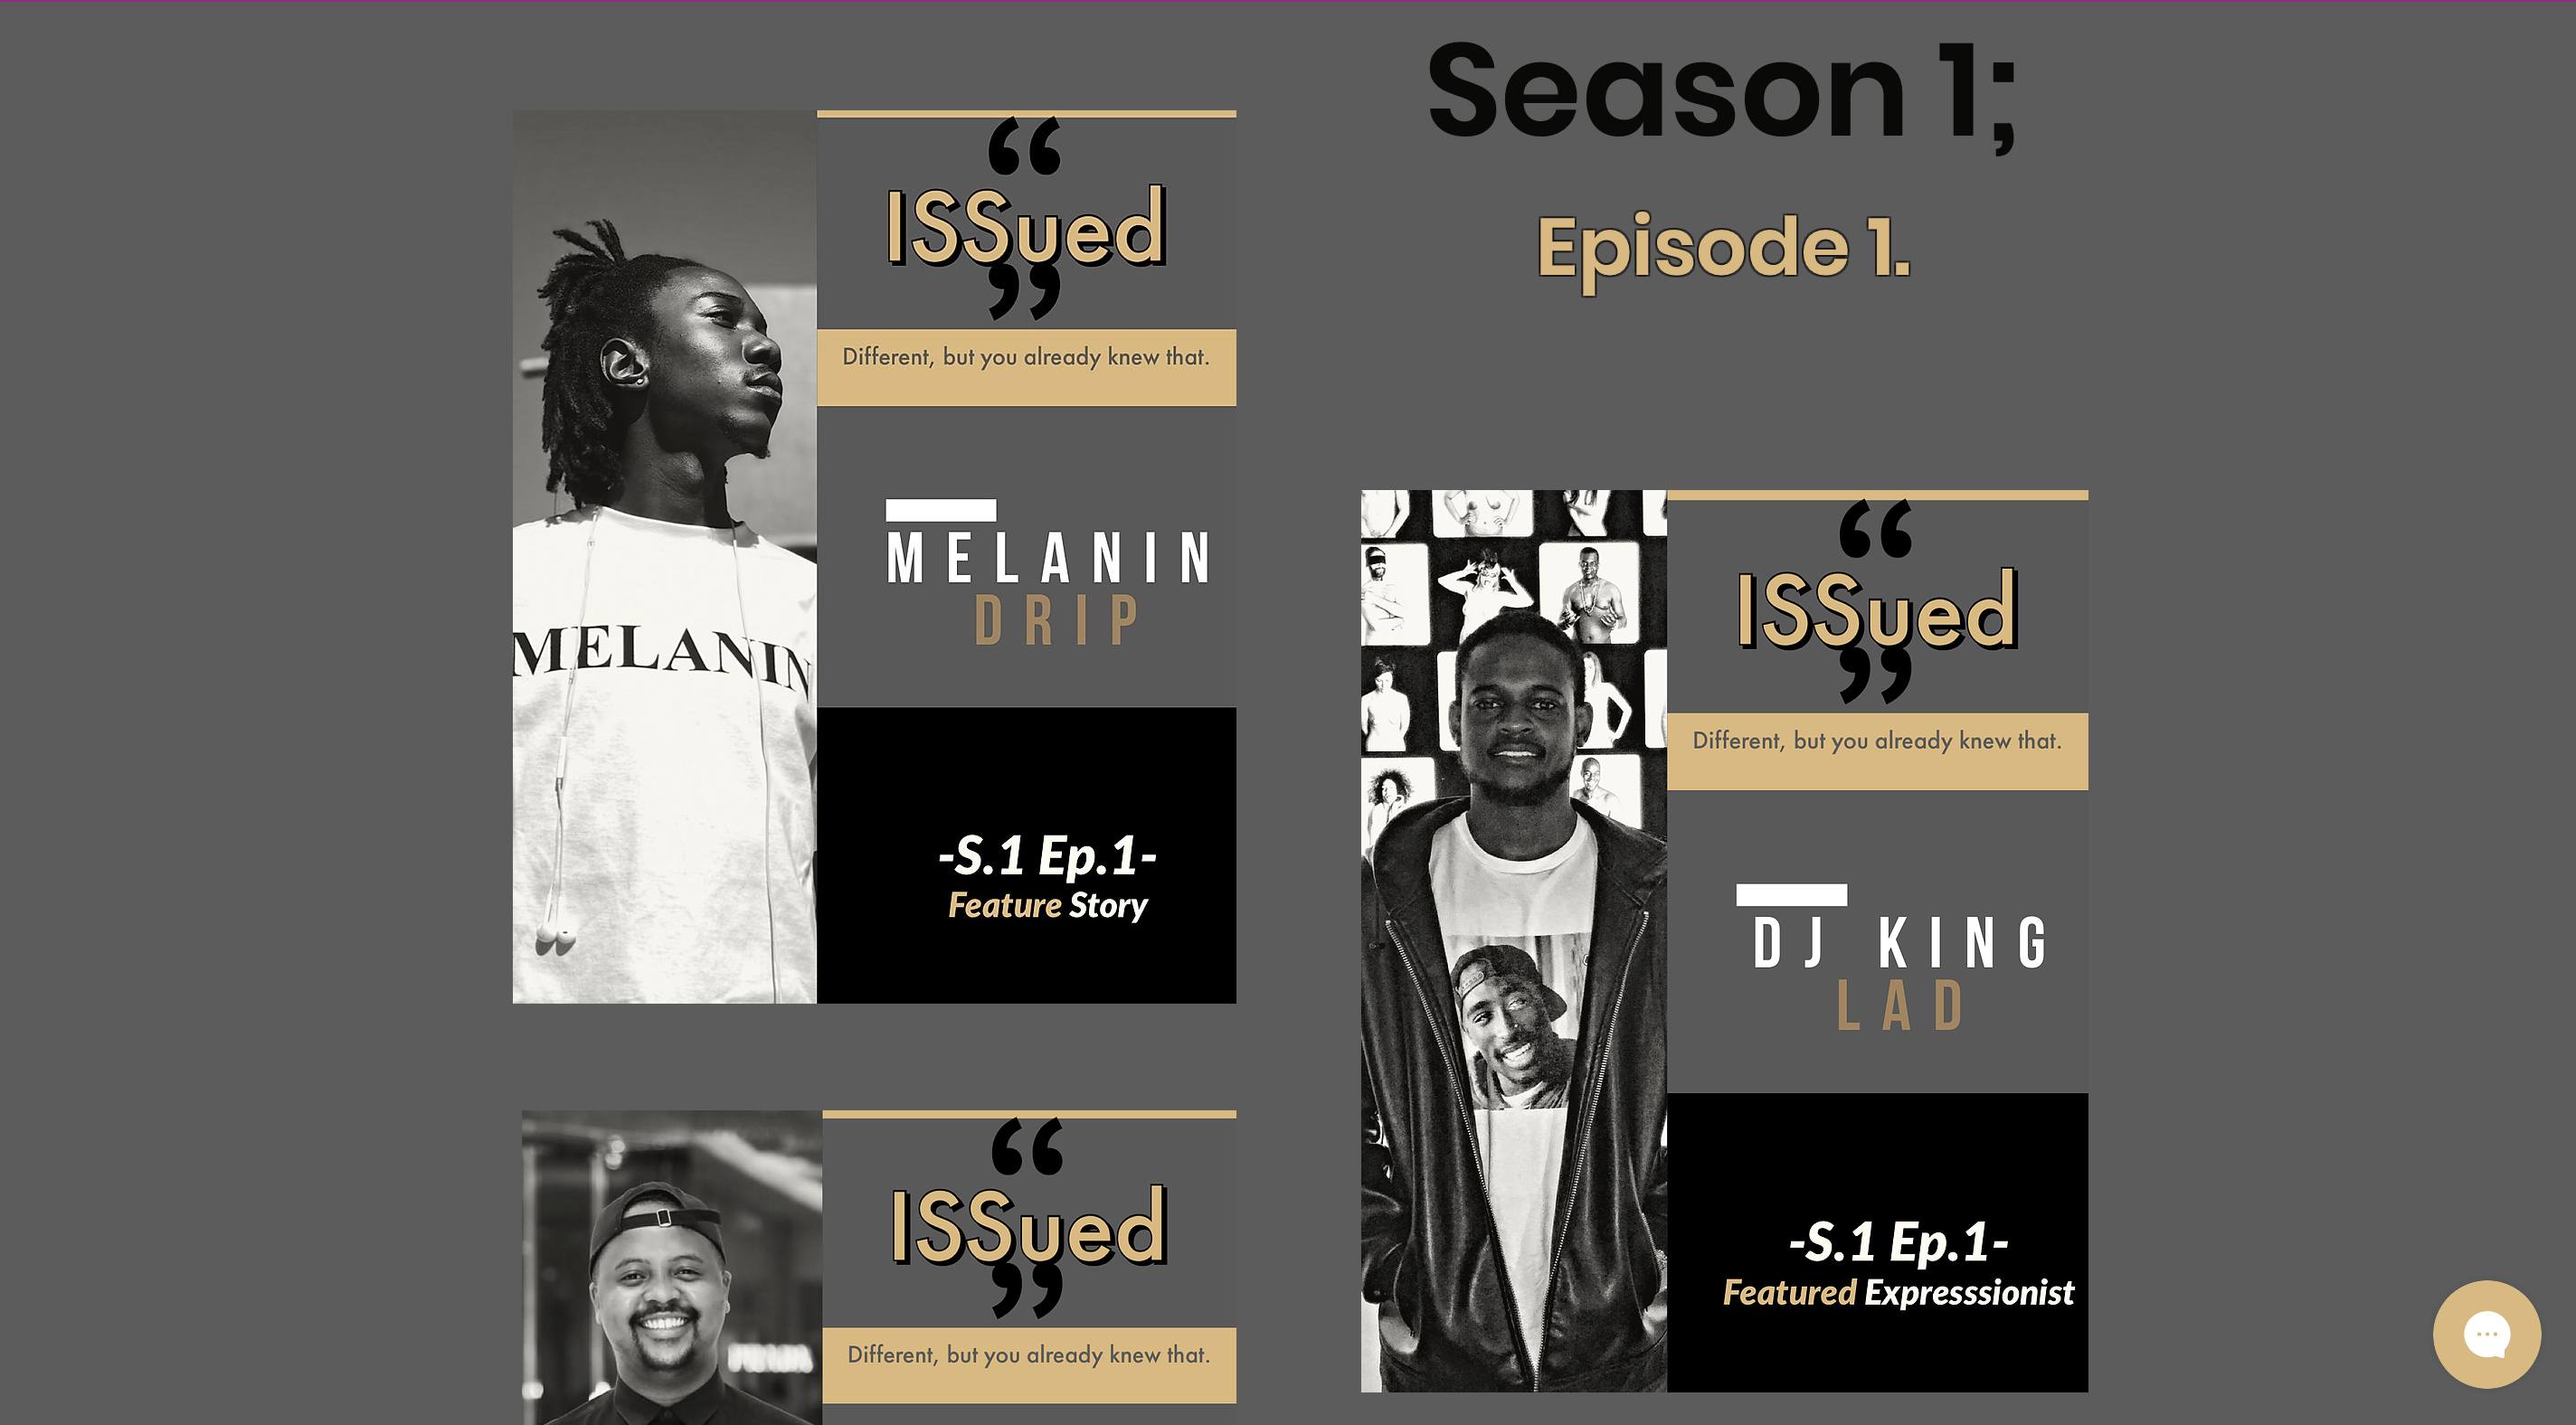 Season 1;
Episode 1.
“
ISSued
”
Different, but you already knew that.
MELANIN
DRIP
-S.1 Ep.1-
Feature Story
MELANIN
“
ISSued
”
Different, but you already knew that.
DJ KING
LAD
-S.1 Ep.1-
Featured Expresssionist
“
ISSued
”
Different, but you already knew that.